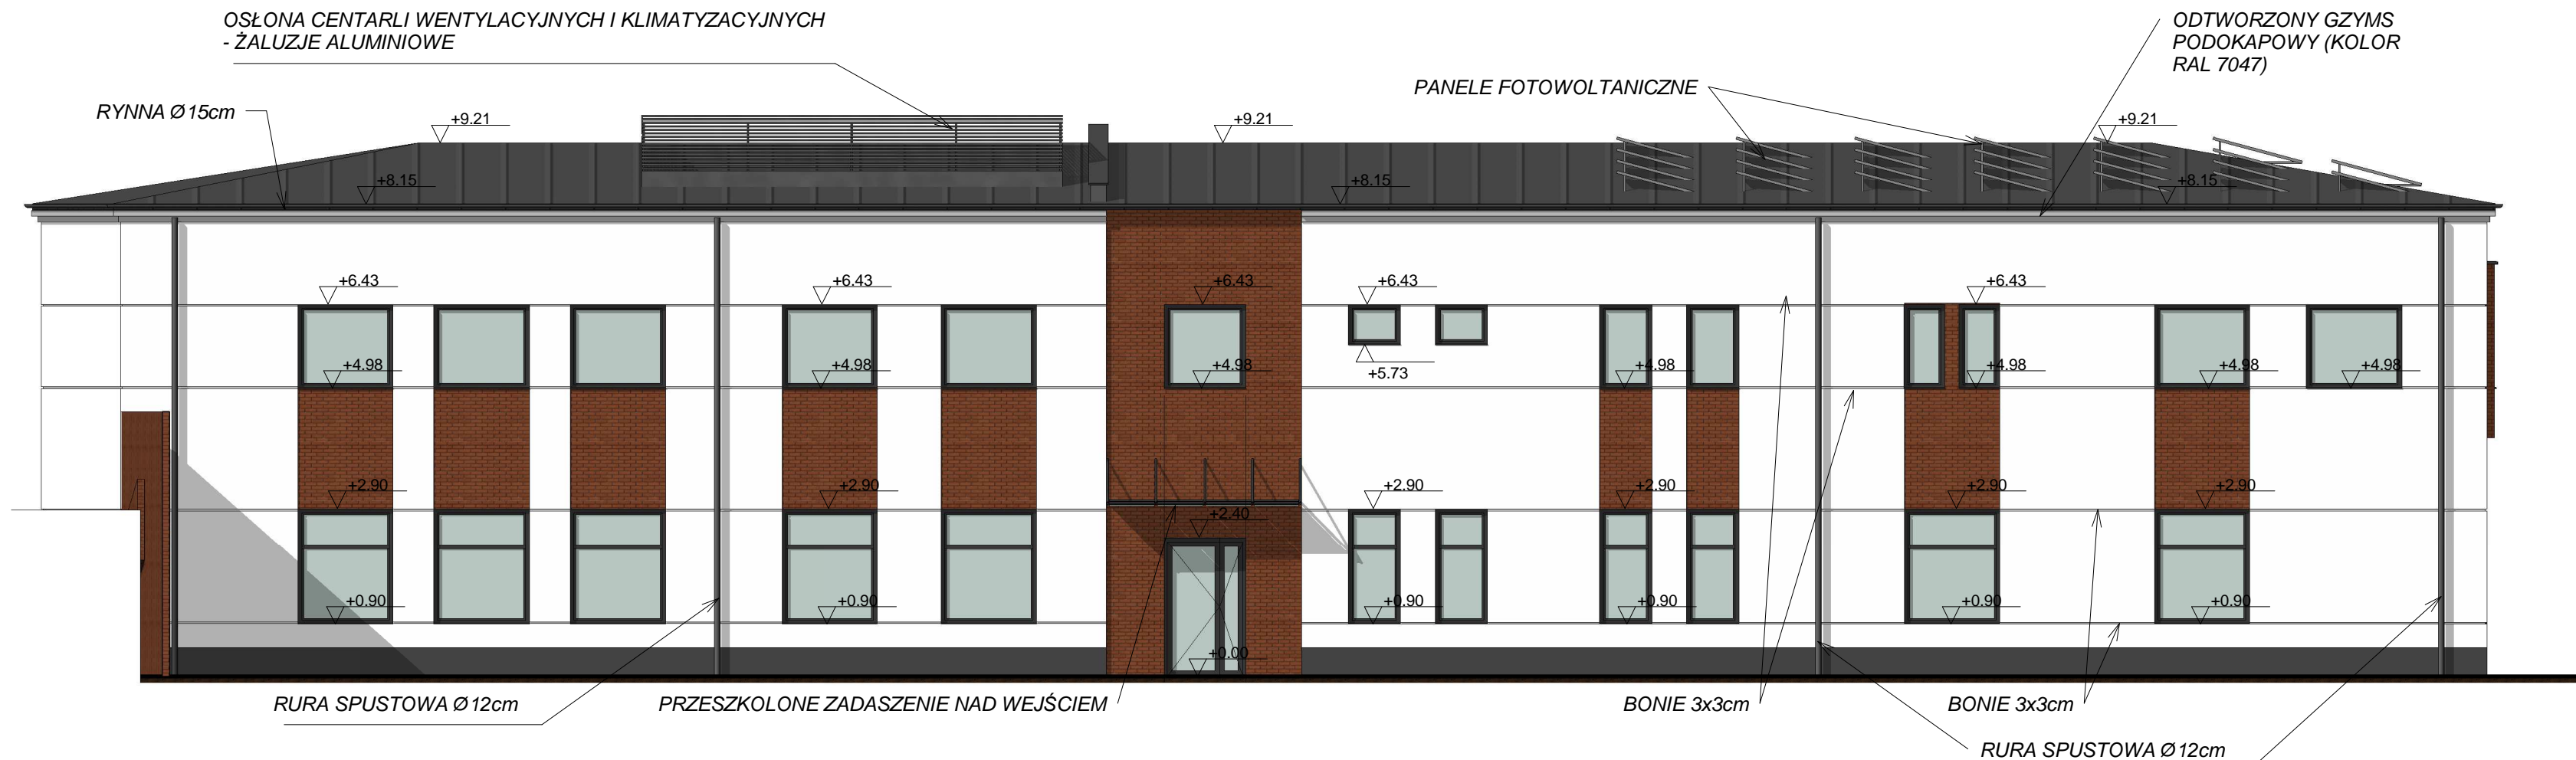 OSŁONA CENTARLI WENTYLACYJNYCH I KLIMATYZACYJNYCH
- ŻALUZJE ALUMINIOWE
ODTWORZONY GZYMS
PODOKAPOWY (KOLOR
RAL 7047)
PANELE FOTOWOLTANICZNE
RYNNA Ø15cm
+9.21
+9.21
+9.21
+8.15
+8.15
+8.15
+6.43
+6.43
+6.43
+6.43
+6.43
+4.98
+4.98
+4.98
+4.98
+4.98
+4.98
+4.98
+5.73
+2.90
+2.90
+2.90
+2.90
+2.90
+2.90
+2.40
+0.90
+0.90
+0.90
+0.90
+0.90
+0.90
+0.00
RURA SPUSTOWA Ø12cm
PRZESZKOLONE ZADASZENIE NAD WEJŚCIEM
BONIE 3x3cm
BONIE 3x3cm
RURA SPUSTOWA Ø12cm